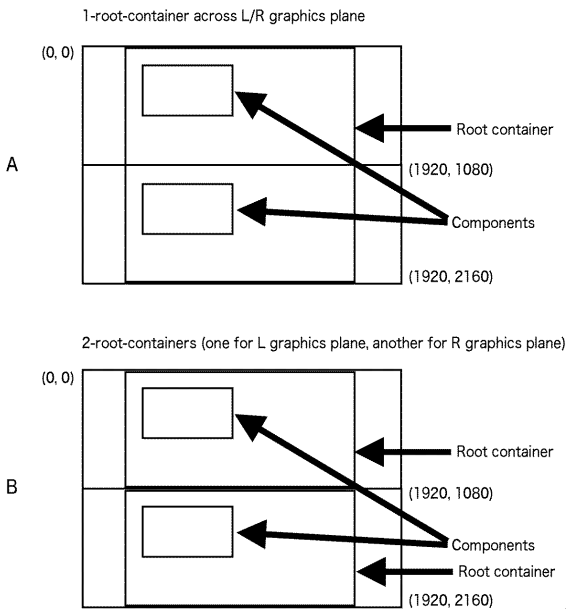 1-root-container across L/R graphics plane
(0, 0)
Root container
A
(1920, 1080)
Components
(1920, 2160)
2-root-containers (one for L graphics plane, another for R graphics plane)
(0, 0)
Root container
B
(1920, 1080)
Components
Root container
(1920, 2160)